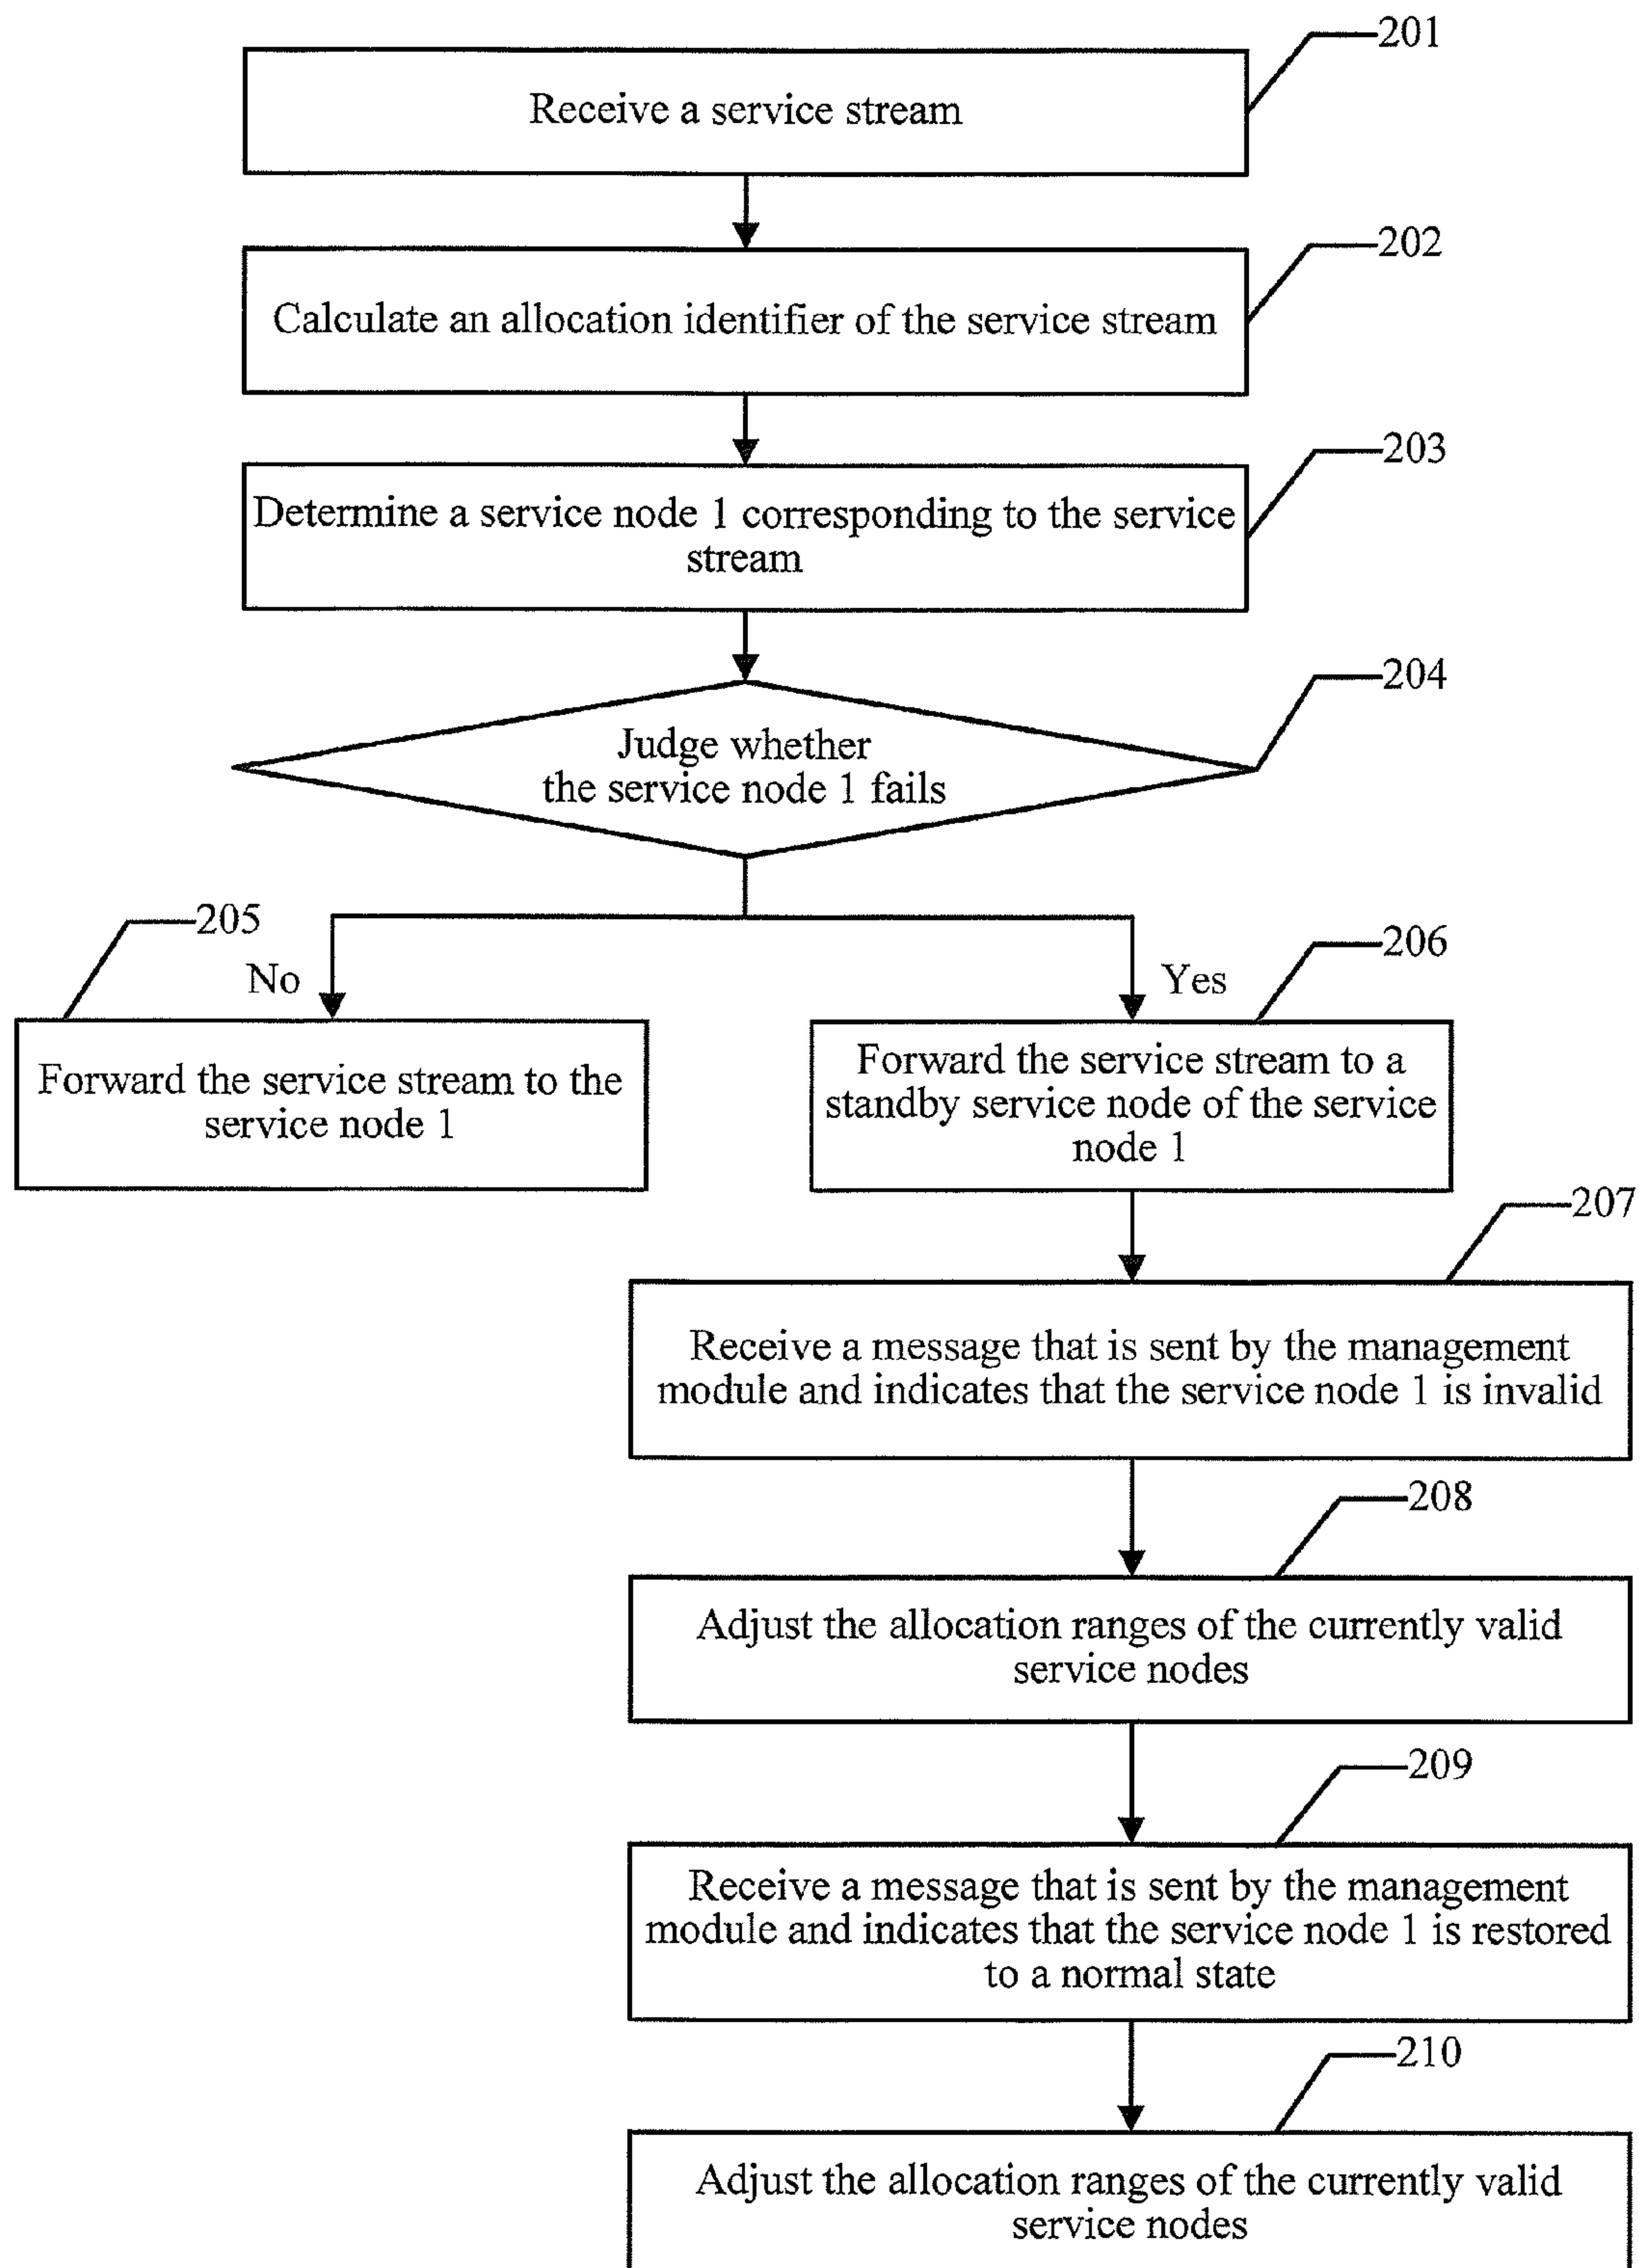 201
Receive a service stream
202
Calculate an allocation identifier of the service stream
203
Determine a service node 1 corresponding to the service
stream
204
Judge whether
the service node 1 fails
205
206
No
Yes
Forward the service stream to the
service node 1
Forward the service stream to a
standby service node of the service
node 1
207
Receive a message that is sent by the management
module and indicates that the service node 1 is invalid
208
Adjust the allocation ranges of the currently valid
service nodes
209
Receive a message that is sent by the management
module and indicates that the service node 1 is restored
to a normal state
210
Adjust the allocation ranges of the currently valid
service nodes